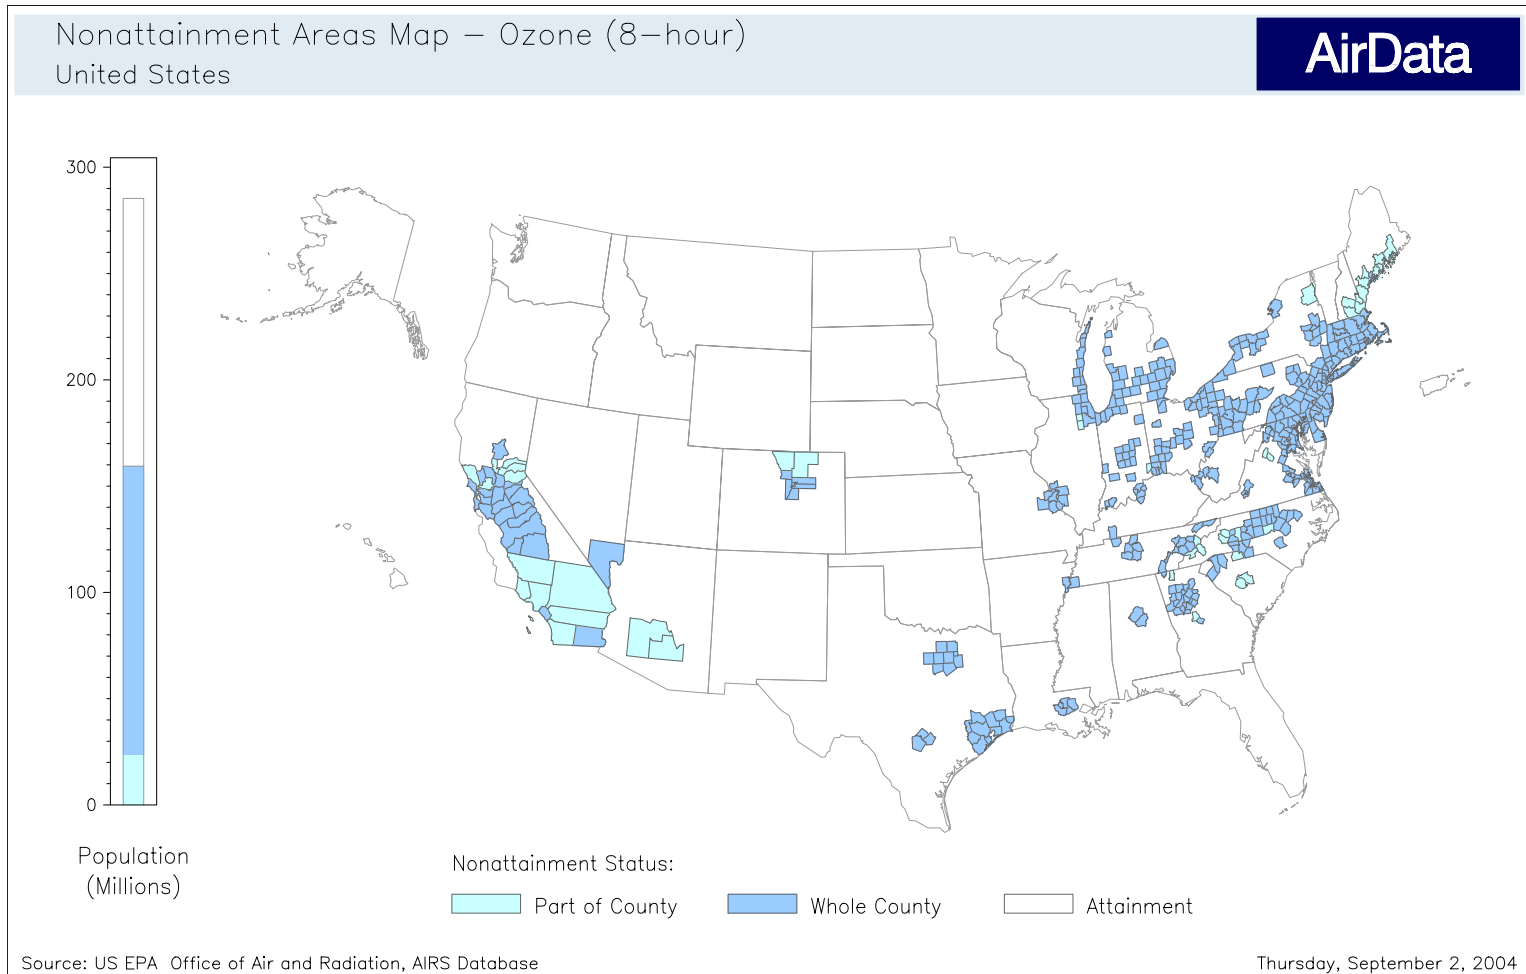 Nonattainment Areas Map − Ozone (8−hour)
United States
AirData
300
200
100
0
Population
(Millions)
Nonattainment Status:
Part of County
Whole County
Attainment
Source: US EPA Office of Air and Radiation, AIRS Database
Thursday, September 2, 2004